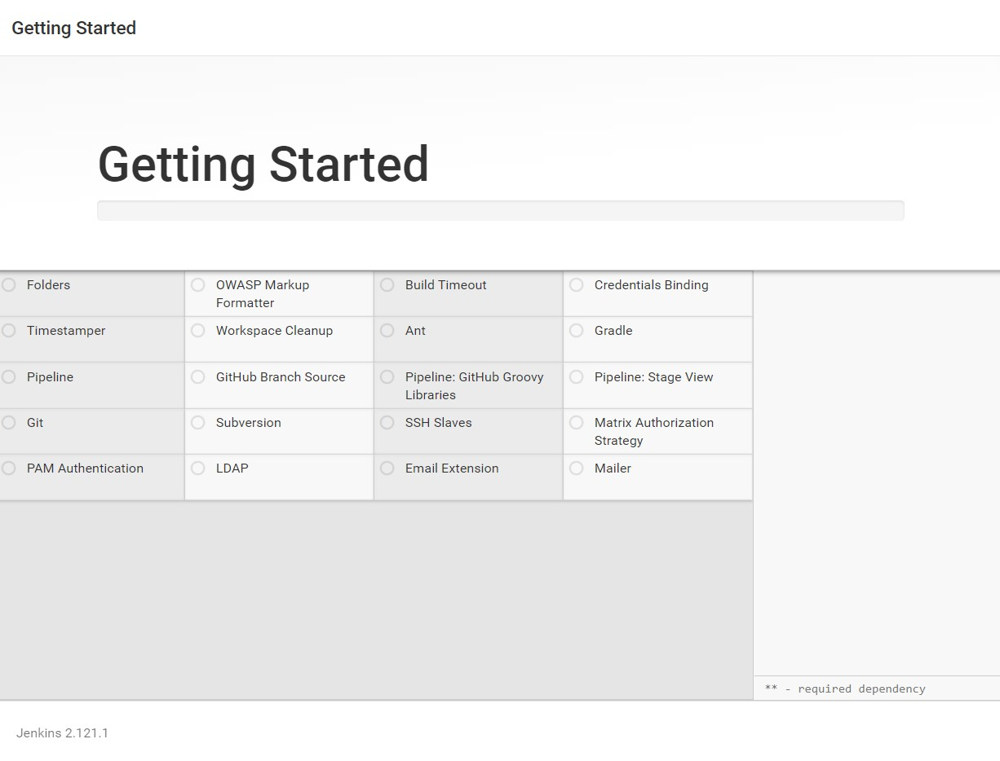 Getting Started
Getting Started
Folders
OWASP Markup
Formatter
Build Timeout
Credentials Binding
Timestamper
Workspace Cleanup
Ant
Gradle
Pipeline
GitHub Branch Source
Pipeline: GitHub Groovy
Libraries
Pipeline: Stage View
Git
Subversion
SSH Slaves
Matrix Authorization
Strategy
PAM Authentication
LDAP
Email Extension
Mailer
** - required dependency
Jenkins 2.121.1